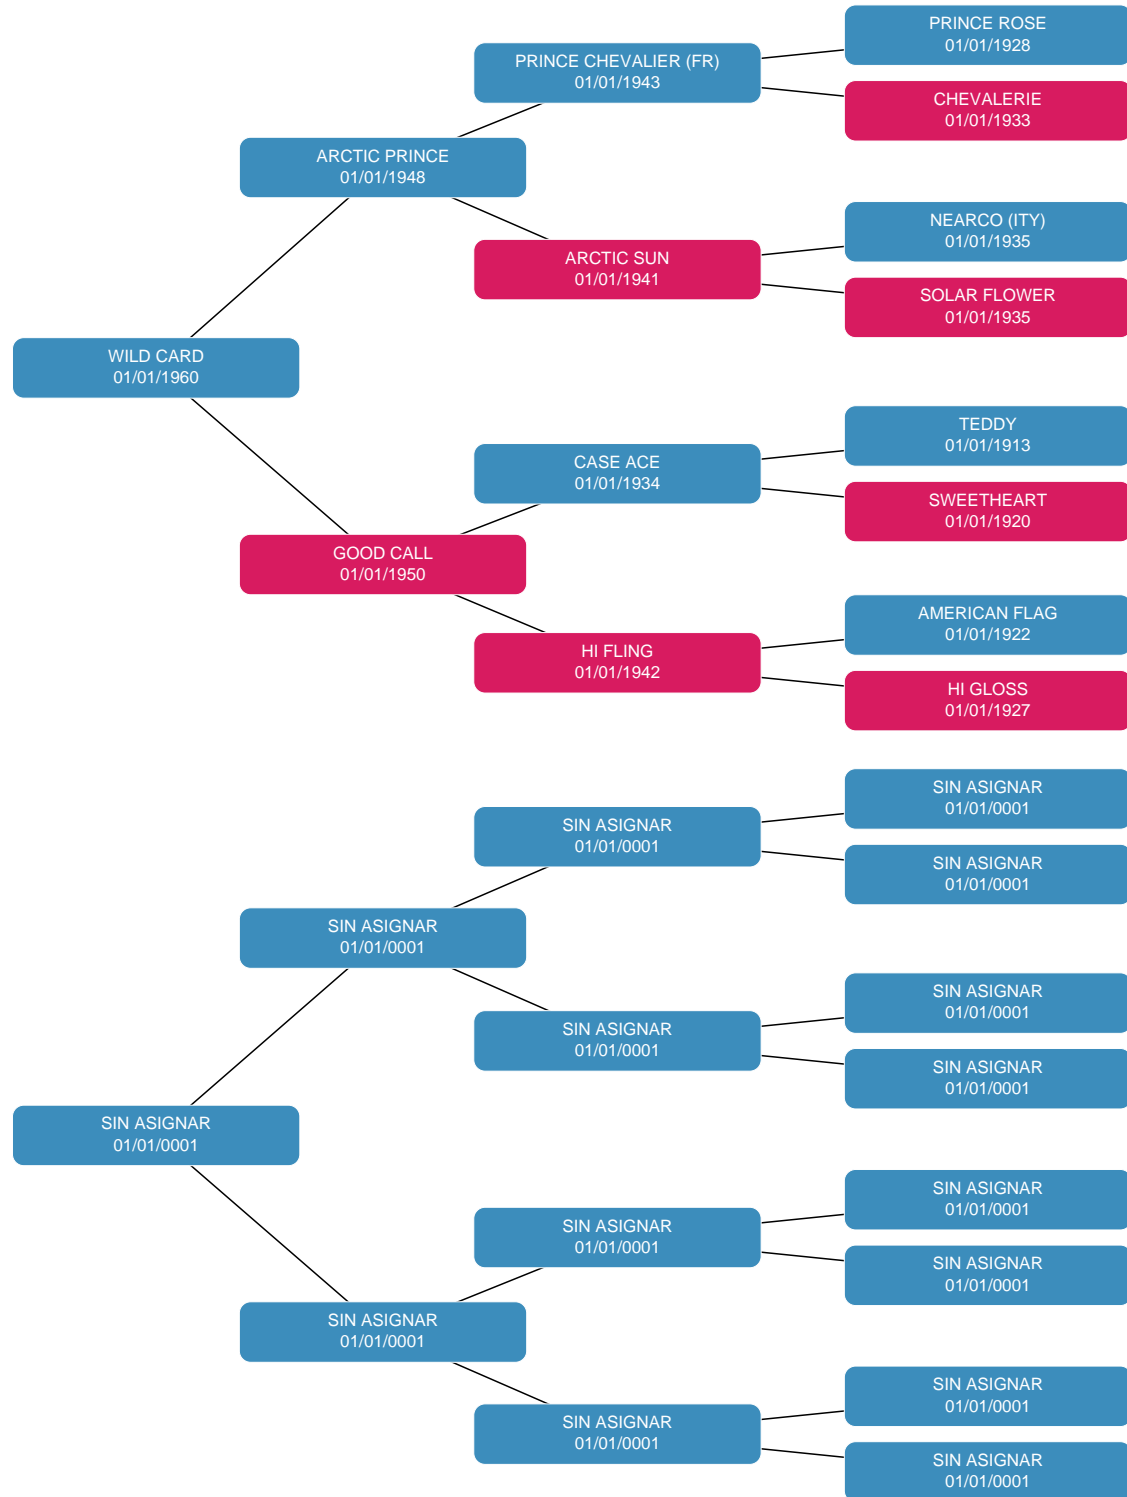 PRINCE ROSE
01/01/1928
PRINCE CHEVALIER (FR)
01/01/1943
CHEVALERIE
01/01/1933
ARCTIC PRINCE
01/01/1948
NEARCO (ITY)
01/01/1935
ARCTIC SUN
01/01/1941
SOLAR FLOWER
01/01/1935
WILD CARD
01/01/1960
TEDDY
01/01/1913
CASE ACE
01/01/1934
SWEETHEART
01/01/1920
GOOD CALL
01/01/1950
AMERICAN FLAG
01/01/1922
HI FLING
01/01/1942
HI GLOSS
01/01/1927
SIN ASIGNAR
01/01/0001
SIN ASIGNAR
01/01/0001
SIN ASIGNAR
01/01/0001
SIN ASIGNAR
01/01/0001
SIN ASIGNAR
01/01/0001
SIN ASIGNAR
01/01/0001
SIN ASIGNAR
01/01/0001
SIN ASIGNAR
01/01/0001
SIN ASIGNAR
01/01/0001
SIN ASIGNAR
01/01/0001
SIN ASIGNAR
01/01/0001
SIN ASIGNAR
01/01/0001
SIN ASIGNAR
01/01/0001
SIN ASIGNAR
01/01/0001
SIN ASIGNAR
01/01/0001